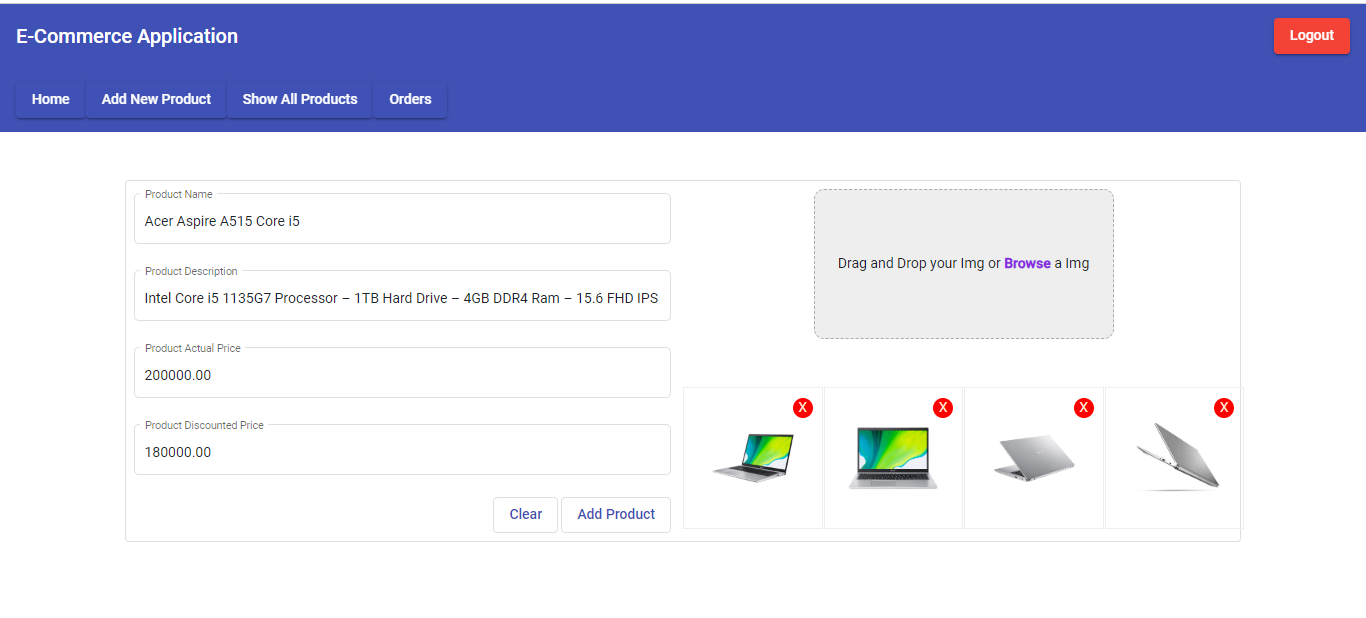 E-Commerce Application
Logout
Home Add New Product Show All Products Orders
Product Name
Acer Aspire A515 Core i5
Product Description
Intel Core i5 1135G7 Processor – 1TB Hard Drive – 4GB DDR4 Ram – 15.6 FHD IPS
Product Actual Price
200000.00
Product Discounted Price
180000.00
Clear Add Product
Drag and Drop your Img or Browse a Img
X X X X